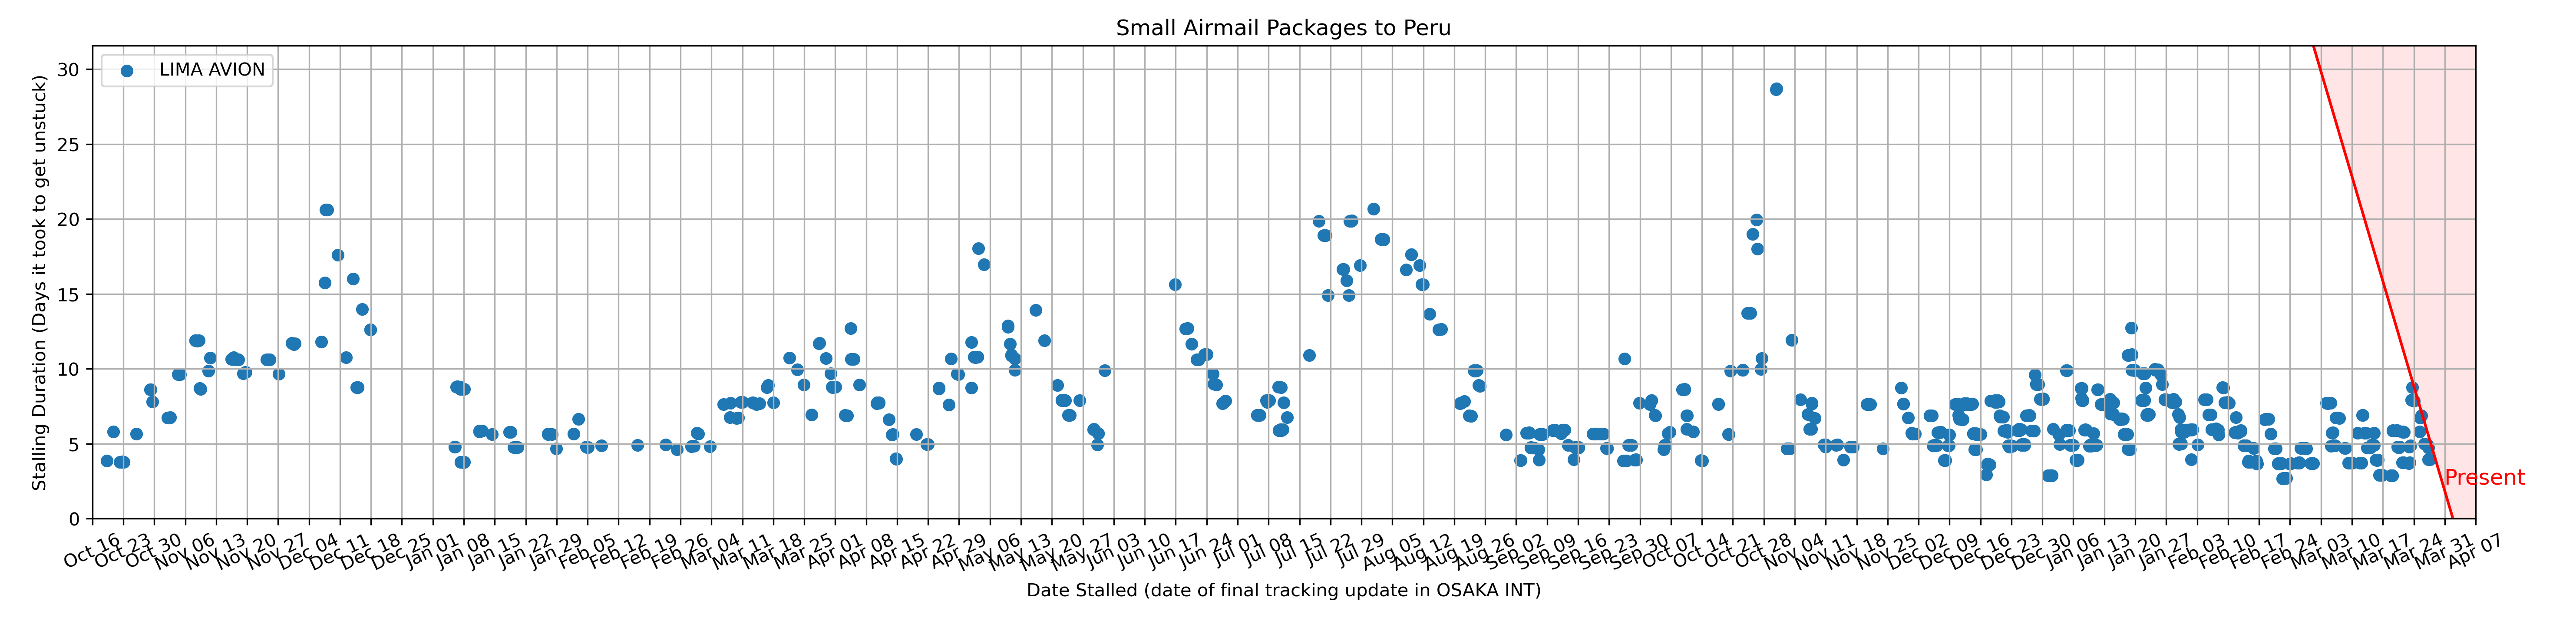 Small Airmail Packages to Peru
LIMA AVION
Stalling Duration (Days it took to get unstuck)
30
25
20
15
10
5
0
Present
Oct 16
Oct 23
Oct 30
Nov 06
Nov 13
Nov 20
Nov 27
Dec 04
Dec 11
Dec 18
Dec 25
Jan 01
Jan 08
Jan 15
Jan 22
Jan 29
Feb 05
Feb 12
Feb 19
Feb 26
Mar 04
Mar 11
Mar 18
Mar 25
Apr 01
Apr 08
Apr 15
Apr 22
Apr 29
May 06
May 13
May 20
May 27
Jun 03
Jun 10
Jun 17
Jun 24
Jul 01
Jul 08
Jul 15
Jul 22
Jul 29
Aug 05
Aug 12
Aug 19
Aug 26
Sep 02
Sep 09
Sep 16
Sep 23
Sep 30
Oct 07
Oct 14
Oct 21
Oct 28
Nov 04
Nov 11
Nov 18
Nov 25
Dec 02
Dec 09
Dec 16
Dec 23
Dec 30
Jan 06
Jan 13
Jan 20
Jan 27
Feb 03
Feb 10
Feb 17
Feb 24
Mar 03
Mar 10
Mar 17
Mar 24
Mar 31
Apr 07
Date Stalled (date of final tracking update in OSAKA INT)